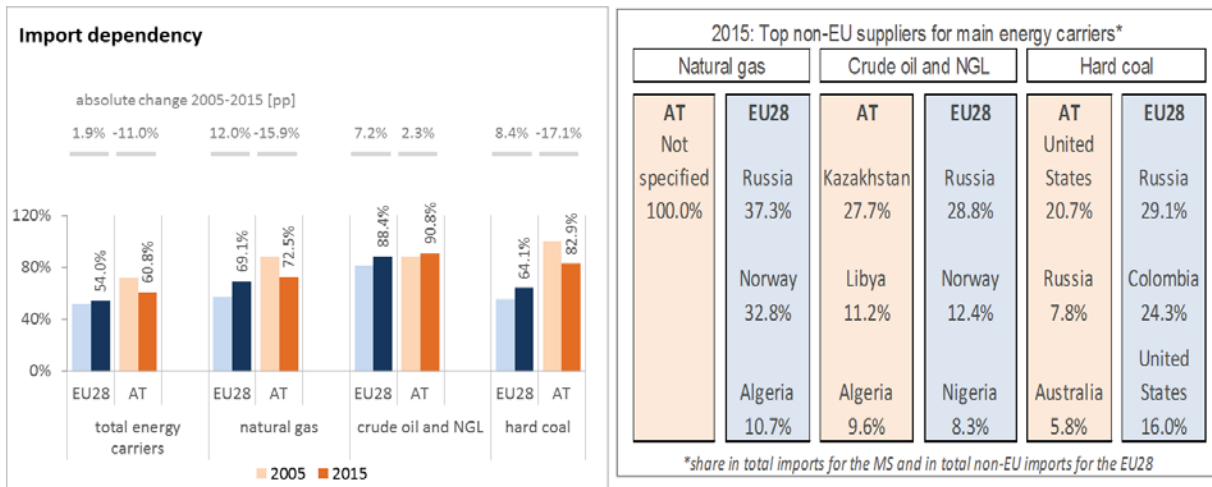 Import dependency
absolute change 2005-2015 [pp]
1.9% -11.0% 12.0% -15.9% 7.2% 2.3% 8.4% -17.1%
120%
80%
40%
0%
54.0% 60.8% 69.1% 72.5% 88.4% 90.8% 64.1% 82.9%
EU28 AT EU28 AT EU28 AT EU28 AT
total energy carriers natural gas crude oil and NGL hard coal
2005 2015
2015: Top non-EU suppliers for main energy carriers*
Natural gas Crude oil and NGL Hard coal
AT EU28 AT EU28 AT EU28
Not specified Russia Kazakhstan Russia United States Russia
100.0% 37.3% 27.7% 28.8% 20.7% 29.1%
Norway Libya Norway Russia Colombia
32.8% 11.2% 12.4% 7.8% 24.3%
Algeria Algeria Nigeria Australia United States
10.7% 9.6% 8.3% 5.8% 16.0%
*share in total imports for the MS and in total non-EU imports for the EU28